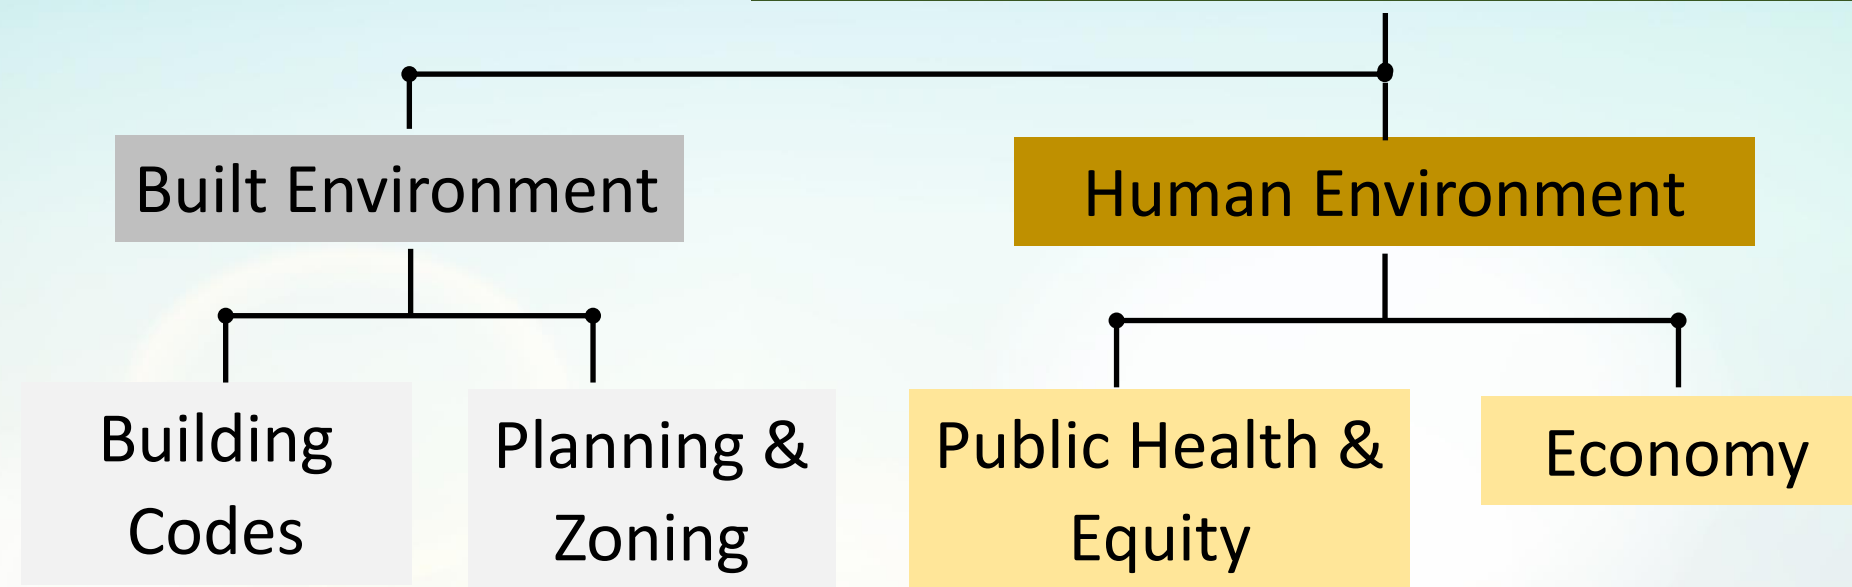 Built Environment
Human Environment
Building
Codes
Planning &
Zoning
Public Health &
Equity
Economy